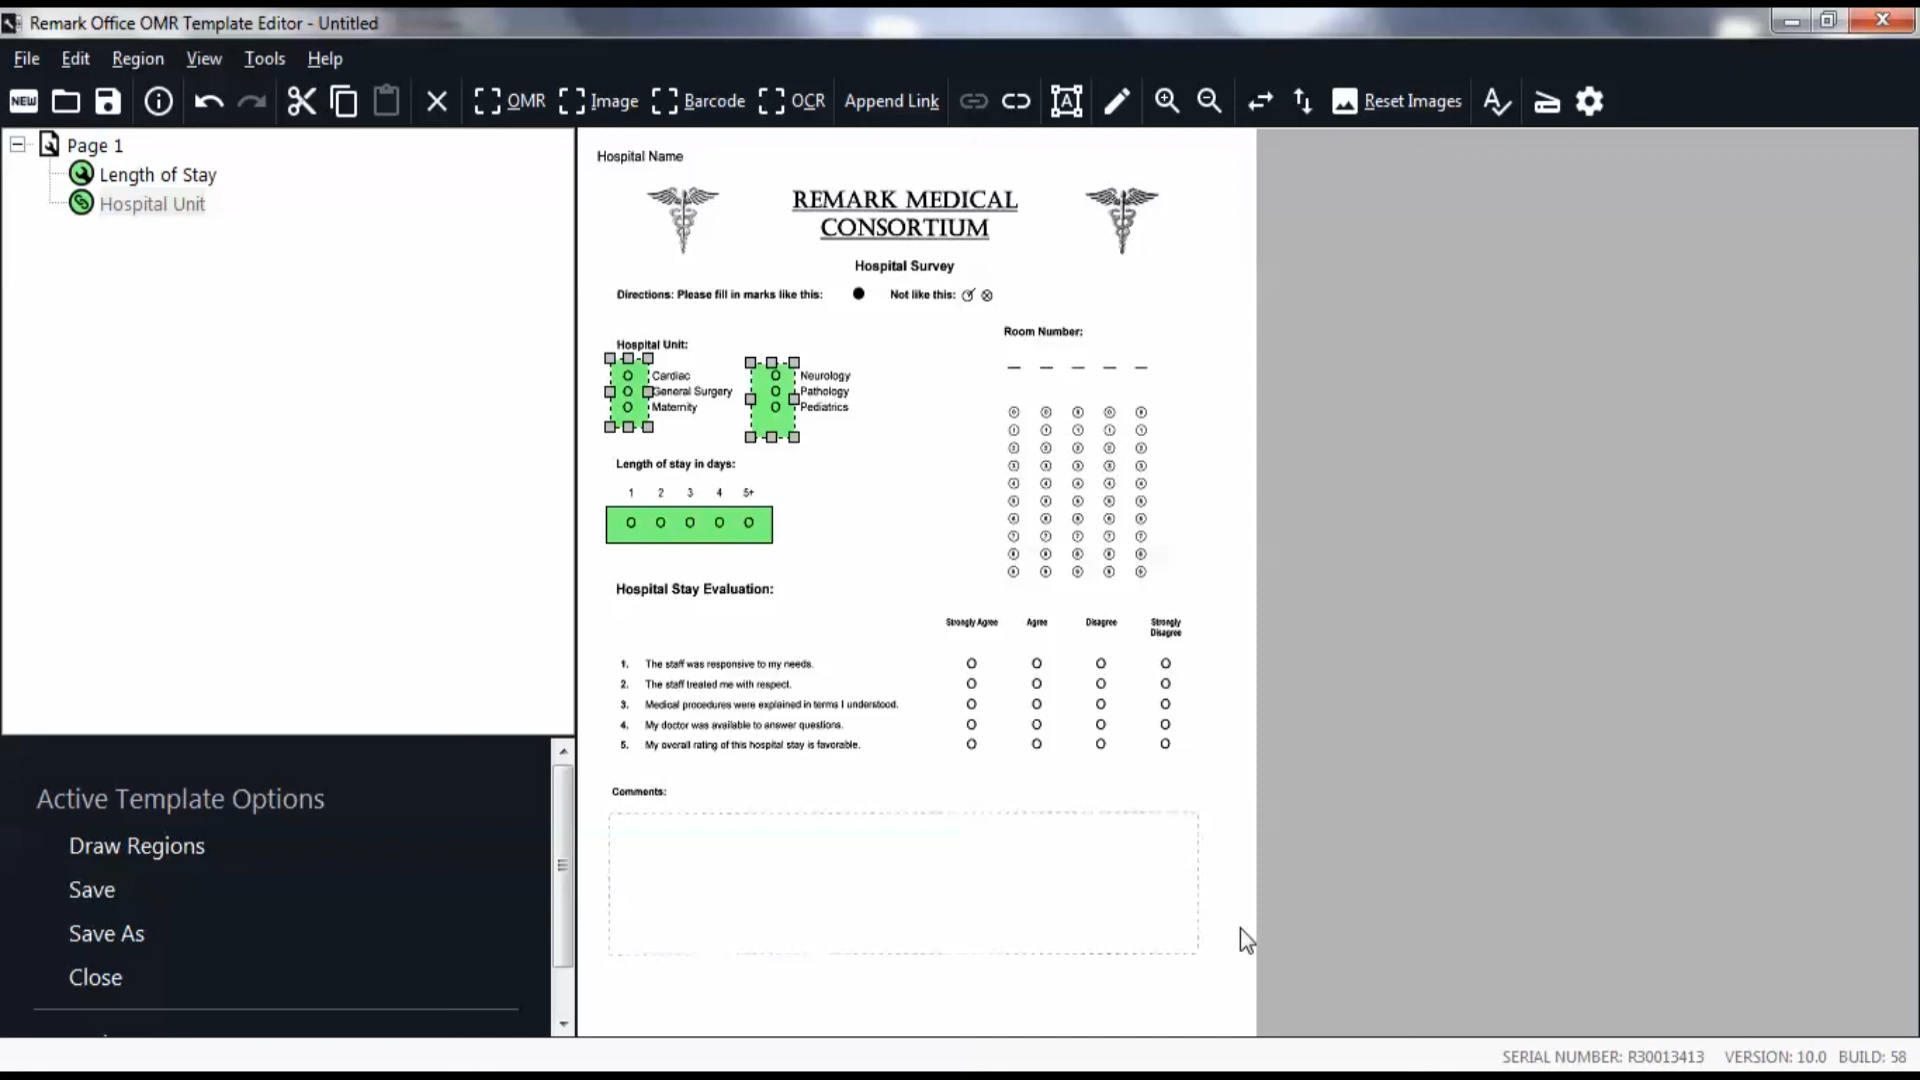 Remark Office OMR Template Editor - Untitled
File Edit Region View Tools Help
NEW OMR Image Barcode OCR Append Link A Reset Images
Page 1
Length of Stay
Hospital Unit
Hospital Name
REMARK MEDICAL
CONSORTIUM
Hospital Survey
Directions: Please fill in marks like this: Not like this:
Room Number:
Hospital Unit:
Cardiac Neurology
General Surgery Pathology
Maternity Pediatrics
Length of stay in days:
1 2 3 4 5+
Hospital Stay Evaluation:
Strongly Agree Agree Disagree Strongly
Disagree
1. The staff was responsive to my needs.
2. The staff treated me with respect.
3. Medical procedures were explained in terms I understood.
4. My doctor was available to answer questions.
5. My overall rating of this hospital stay is favorable.
Comments:
Active Template Options
Draw Regions
Save
Save As
Close
SERIAL NUMBER: R30013413 VERSION: 10.0 BUILD: 58